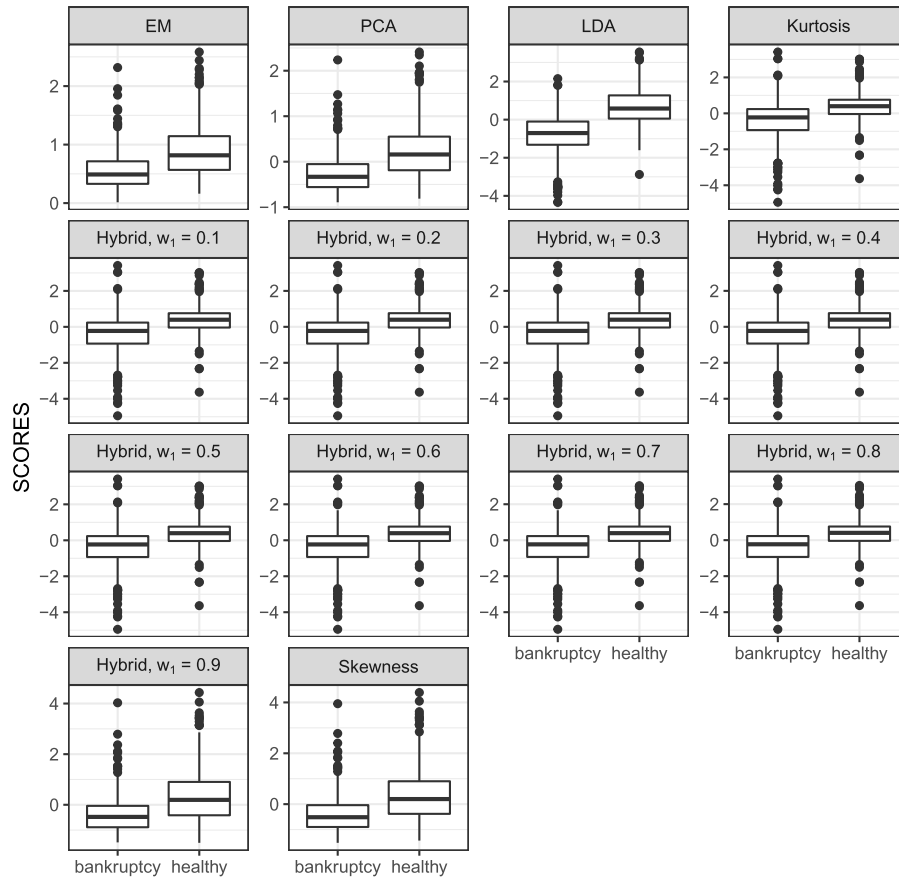 SCORES
EM PCA LDA Kurtosis
2 2 2 2
1 1 0 0
0 0 −2 −2
−1 −4 −4
Hybrid, w₁ = 0.1 Hybrid, w₁ = 0.2 Hybrid, w₁ = 0.3 Hybrid, w₁ = 0.4
2 2 2 2
0 0 0 0
−2 −2 −2 −2
−4 −4 −4 −4
Hybrid, w₁ = 0.5 Hybrid, w₁ = 0.6 Hybrid, w₁ = 0.7 Hybrid, w₁ = 0.8
2 2 2 2
0 0 0 0
−2 −2 −2 −2
−4 −4 −4 −4
bankruptcy healthy bankruptcy healthy
Hybrid, w₁ = 0.9 Skewness
4 4
2 2
0 0
bankruptcy healthy bankruptcy healthy